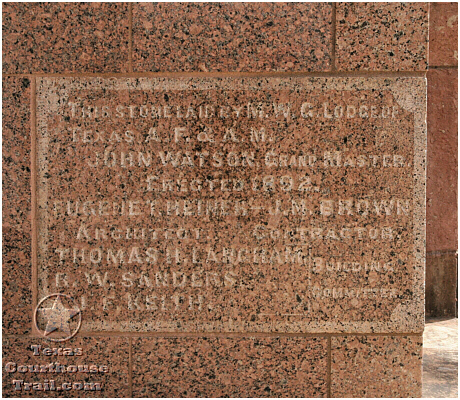 THIS STONE LAID BY M.W.G. LODGE OF
TEXAS, A.F. & A.M.
JOHN WATSON GRAND MASTER.
ERECTED 1892.
EUGENE T. HEINER J.M. BROWN
ARCHITECT. CONTRACTOR
THOMAS H. LANGHAM
R.W. SANDERS
J.F. KEITH
BUILDING
COMMITTEE
Texas
Courthouse
Trail.com